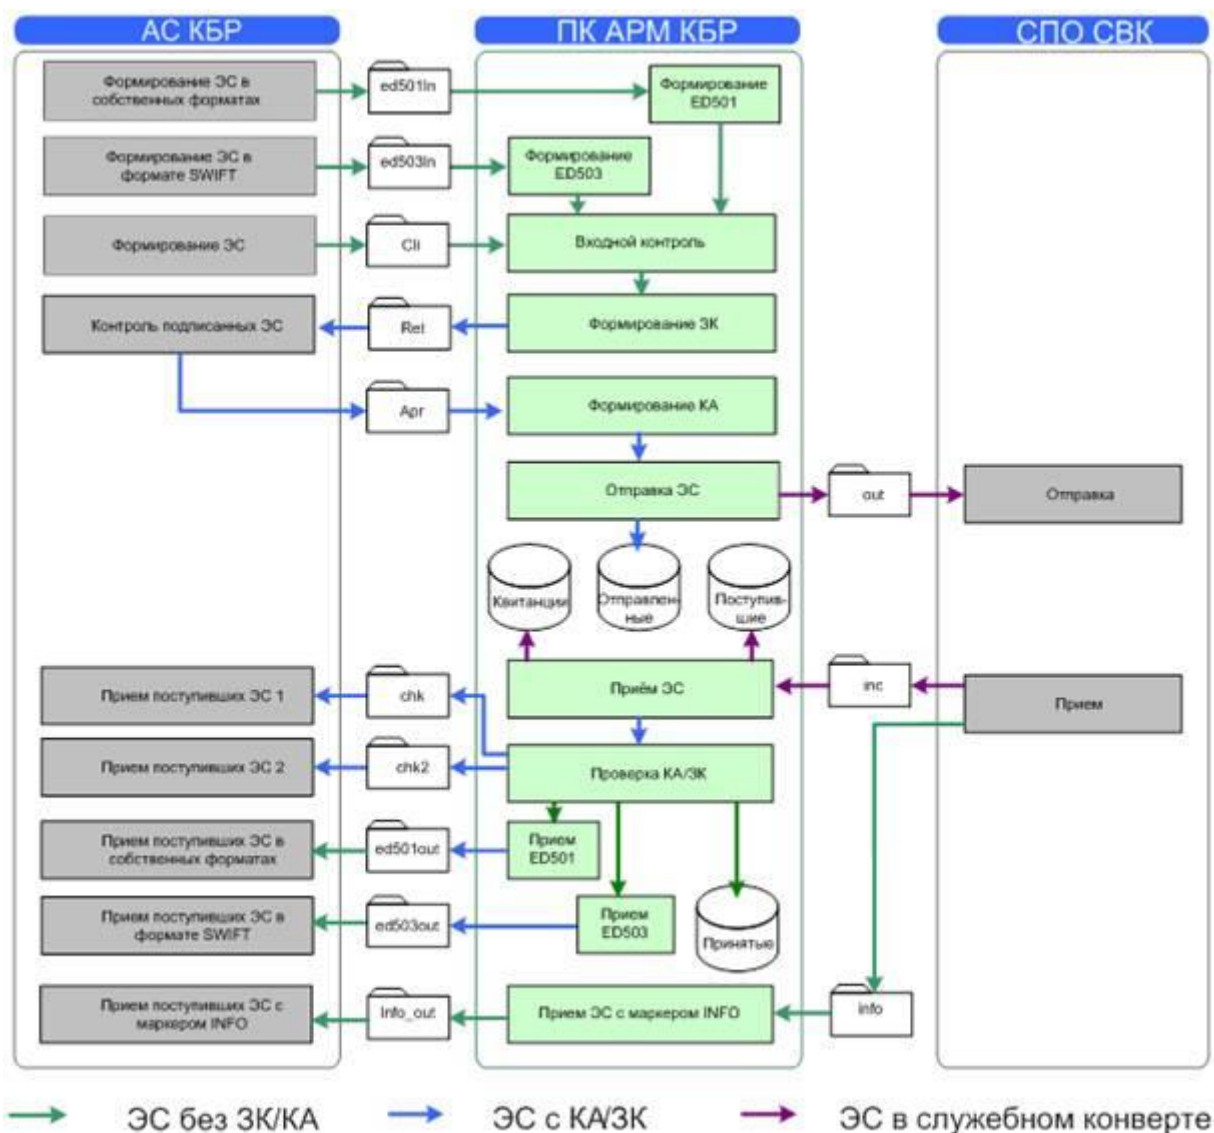 АС КБР
ПК АРМ КБР
СПО СВК
Формирование ЭС в
собственных форматах
ed501In
Формирование
ED501
Формирование ЭС в
формате SWIFT
ed503In
Формирование
ED503
Формирование ЭС
Cli
Входной контроль
Контроль подписанных ЭС
Ret
Формирование ЗК
Apr
Формирование КА
Отправка ЭС
out
Отправка
Квитанции
Отправлен-
ные
Поступив-
шие
Прием поступивших ЭС 1
chk
Приём ЭС
inc
Прием
Прием поступивших ЭС 2
chk2
Проверка КА/ЗК
Прием поступивших ЭС в
собственных форматах
ed501out
Прием
ED501
Прием поступивших ЭС в
формате SWIFT
ed503out
Прием
ED503
Принятые
Прием поступивших ЭС с
маркером INFO
Info_out
Прием ЭС с маркером INFO
info
ЭС без ЗК/КА
ЭС с КА/ЗК
ЭС в служебном конверте